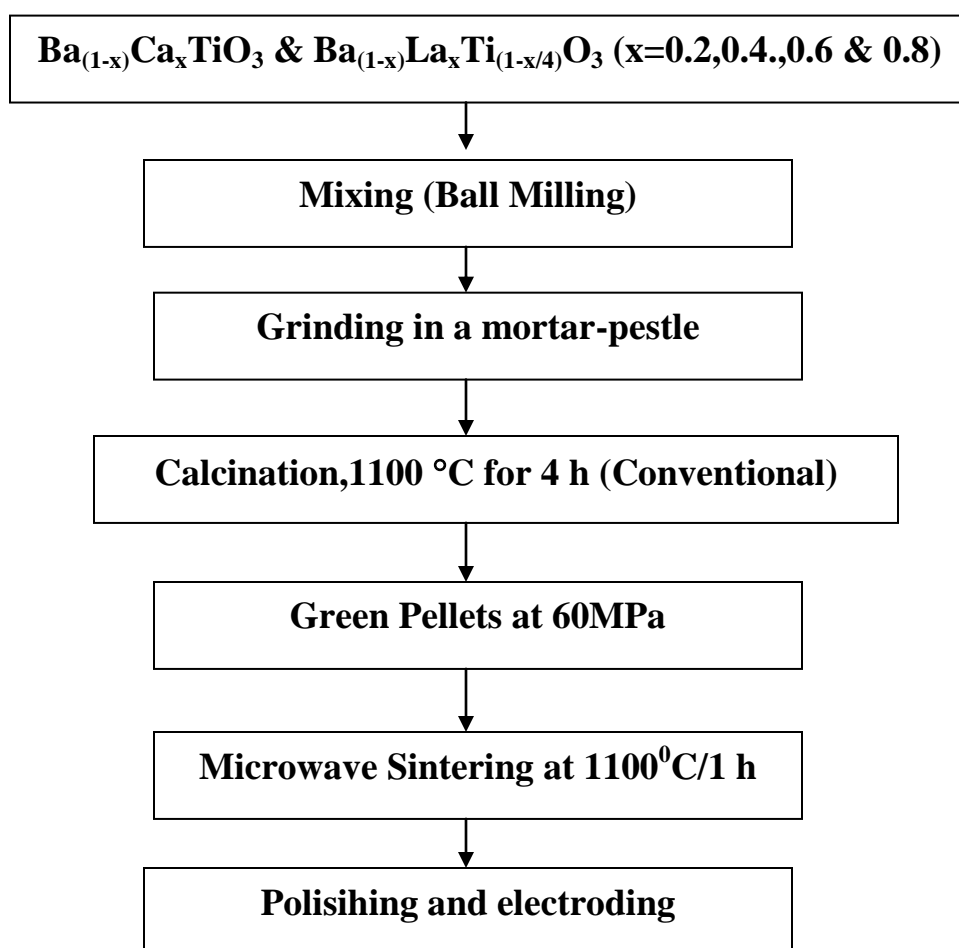 Ba₍₁₋ₓ₎CaₓTiO₃ & Ba₍₁₋ₓ₎LaₓTi₍₁₋ₓ/₄₎O₃ (x=0.2,0.4.,0.6 & 0.8)
Mixing (Ball Milling)
Grinding in a mortar-pestle
Calcination,1100 °C for 4 h (Conventional)
Green Pellets at 60MPa
Microwave Sintering at 1100⁰C/1 h
Polisihing and electroding